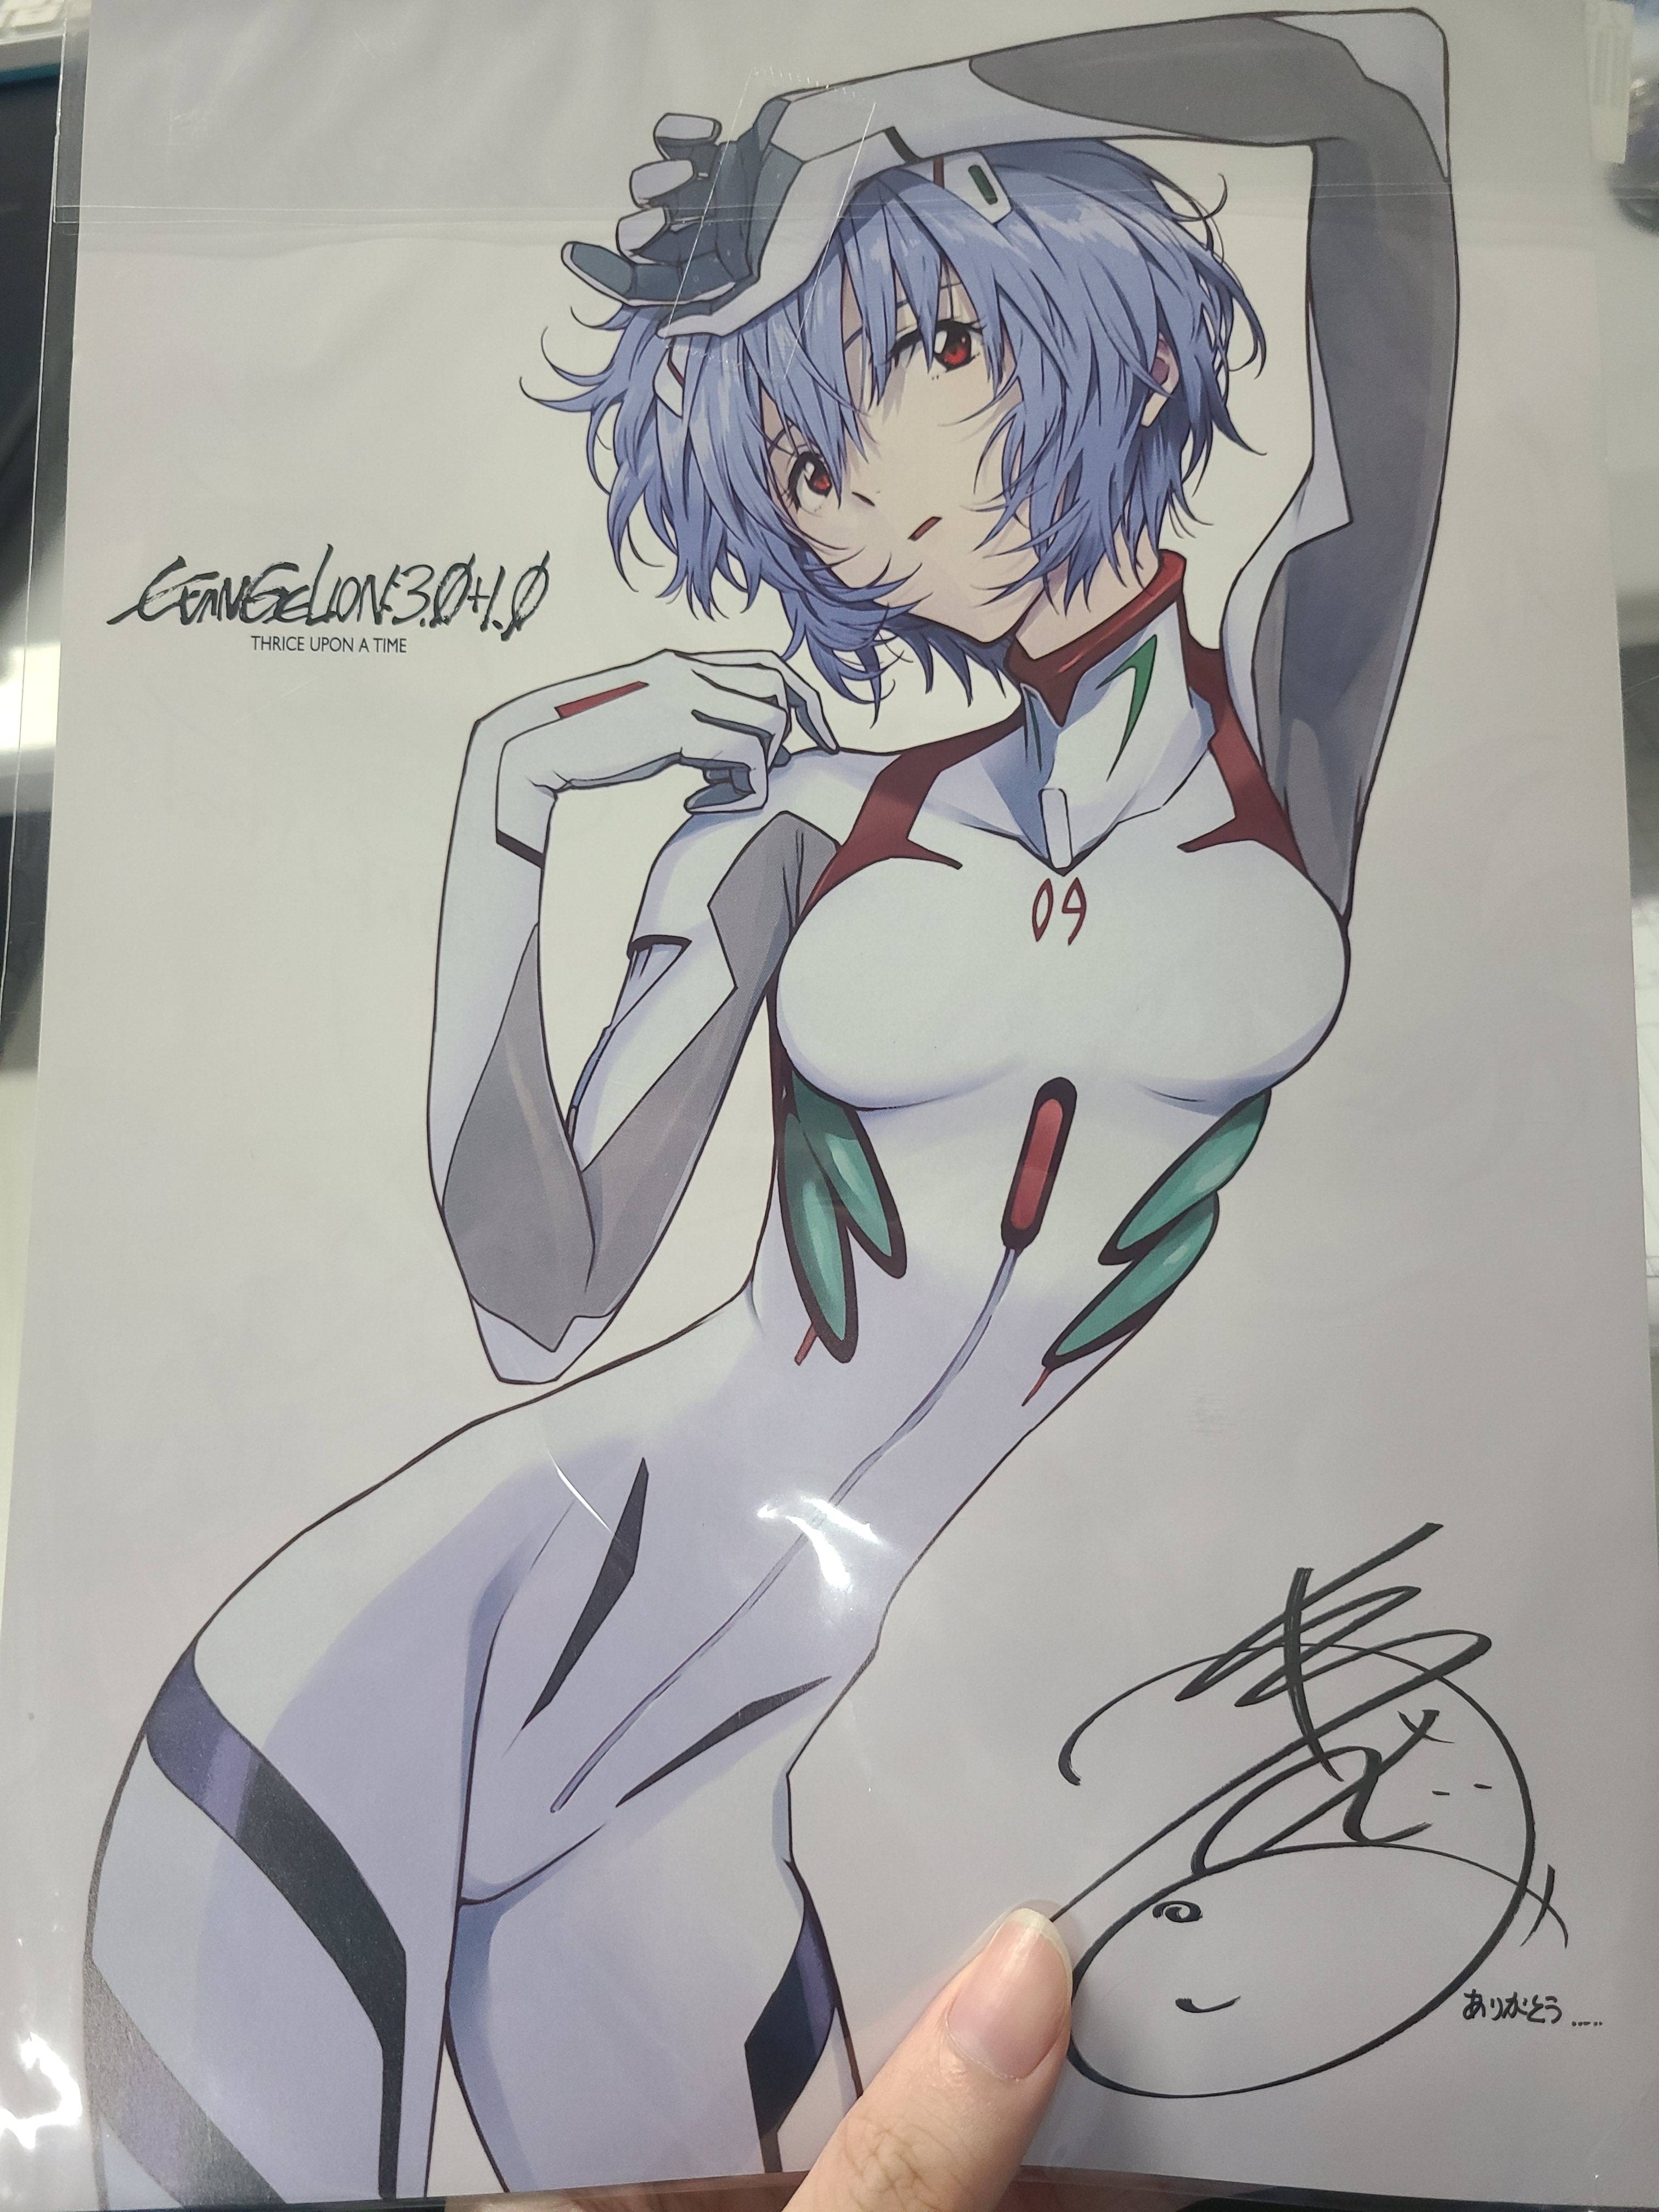 EVANGELION:3.0+1.0
THRICE UPON A TIME
09
ありがとう.....